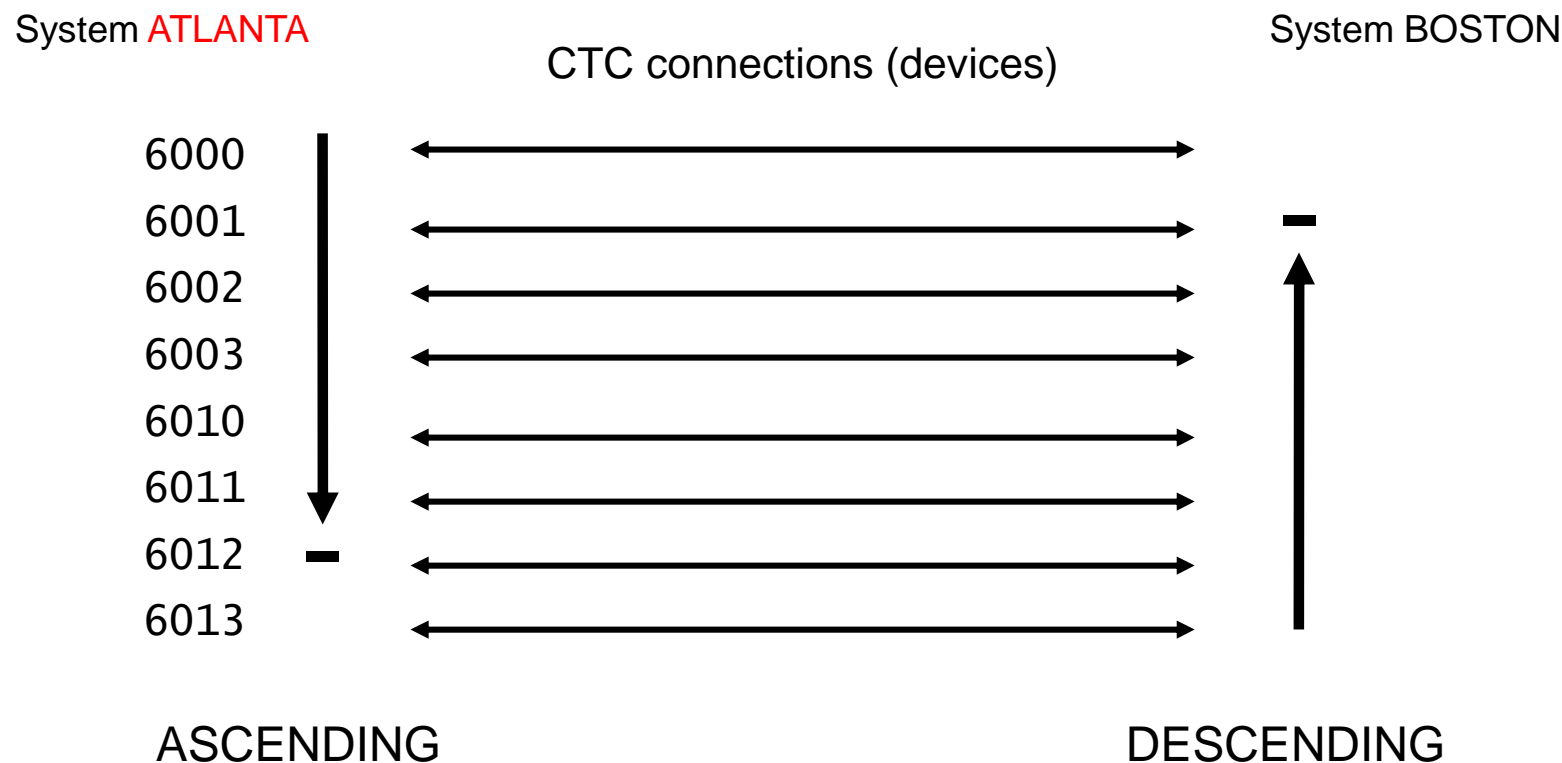 System ATLANTA
System BOSTON
CTC connections (devices)
6000
6001
6002
6003
6010
6011
6012
6013
ASCENDING
DESCENDING